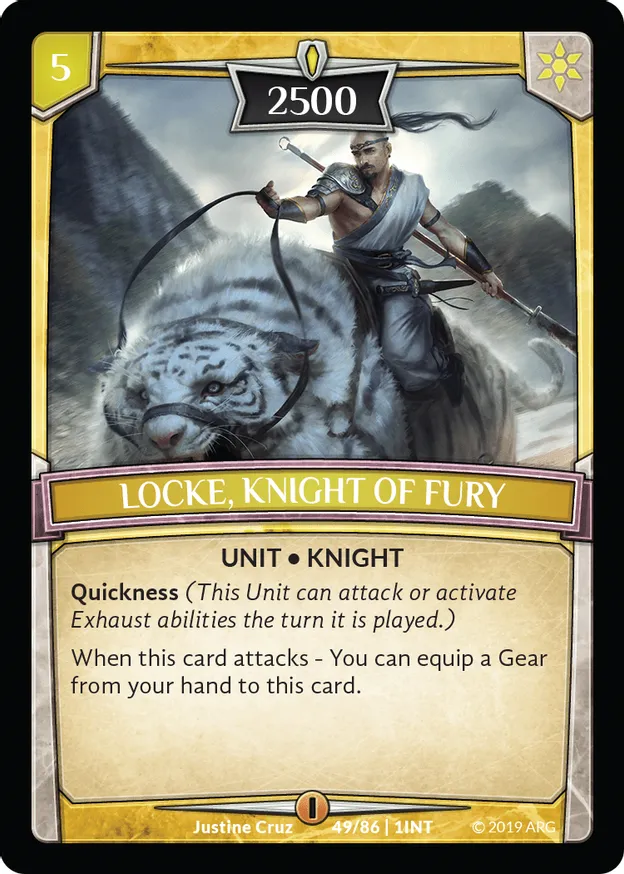 5
2500
LOCKE, KNIGHT OF FURY
UNIT • KNIGHT
Quickness (This Unit can attack or activate
Exhaust abilities the turn it is played.)
When this card attacks - You can equip a Gear
from your hand to this card.
I
Justine Cruz 49/86 | 1INT © 2019 ARG